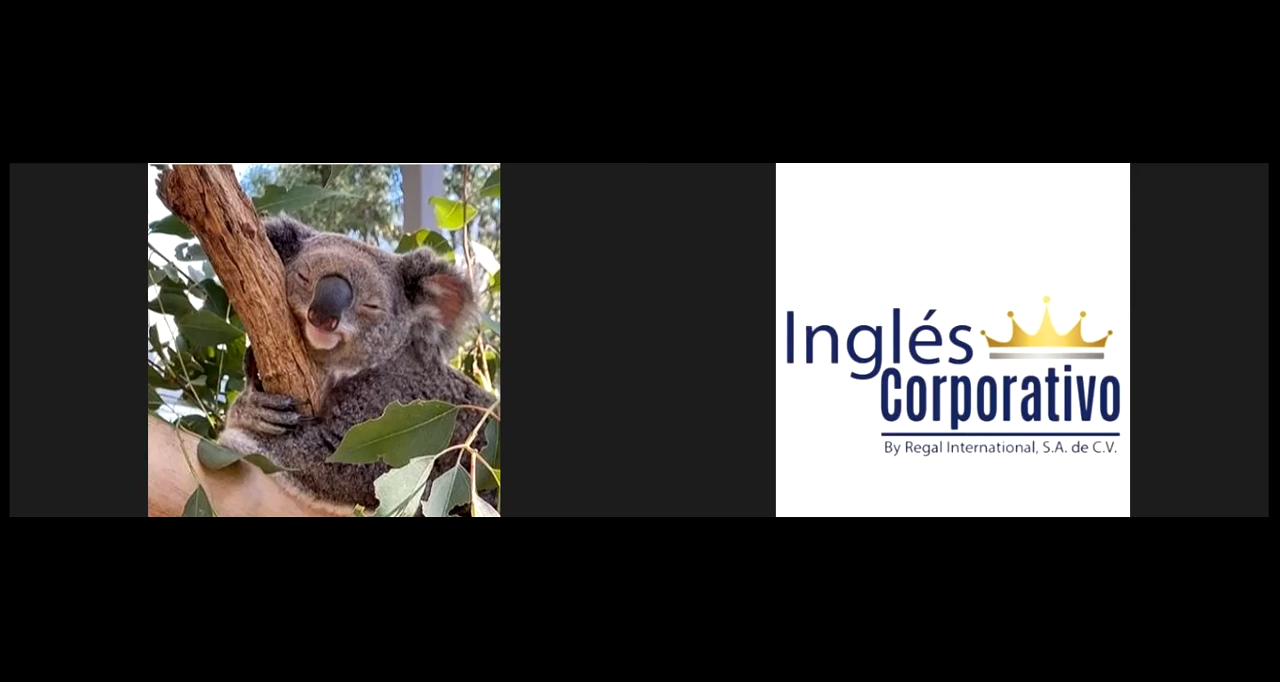 Inglés
Corporativo
By Regal International, S.A. de C.V.